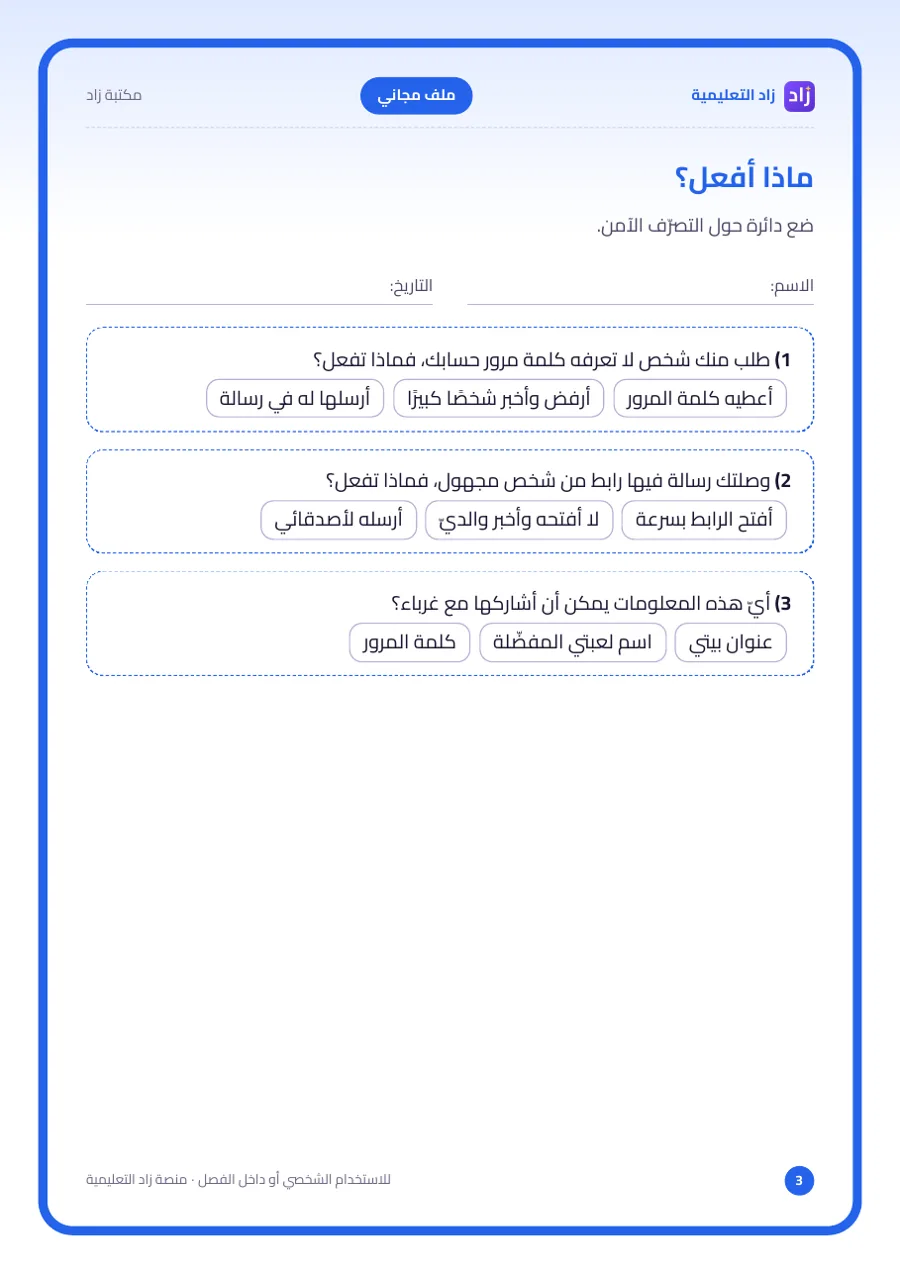 زاد زاد التعليمية
ملف مجاني
مكتبة زاد
ماذا أفعل؟
ضع دائرة حول التصرّف الآمن.
الاسم:
التاريخ:
1) طلب منك شخص لا تعرفه كلمة مرور حسابك، فماذا تفعل؟
أعطيه كلمة المرور
أرفض وأخبر شخصًا كبيرًا
أرسلها له في رسالة
2) وصلتك رسالة فيها رابط من شخص مجهول، فماذا تفعل؟
أفتح الرابط بسرعة
لا أفتحه وأخبر والديّ
أرسله لأصدقائي
3) أيّ هذه المعلومات يمكن أن أشاركها مع غرباء؟
عنوان بيتي
اسم لعبتي المفضّلة
كلمة المرور
3
للاستخدام الشخصي أو داخل الفصل · منصة زاد التعليمية